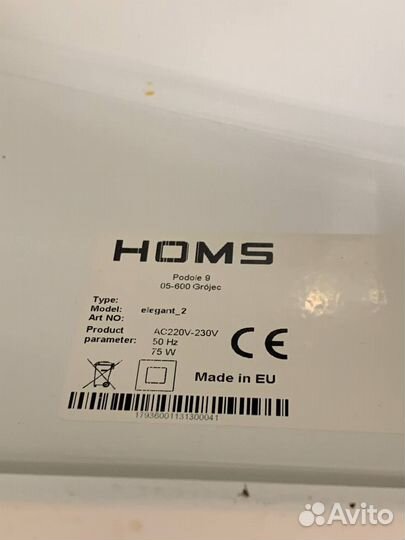 HOMS
Podole 9
05-600 Grójec
Type:
Model: elegant_2
Art NO:
Product parameter: AC220V-230V
50 Hz
75 W
CE
Made in EU
17936001131300041
Avito